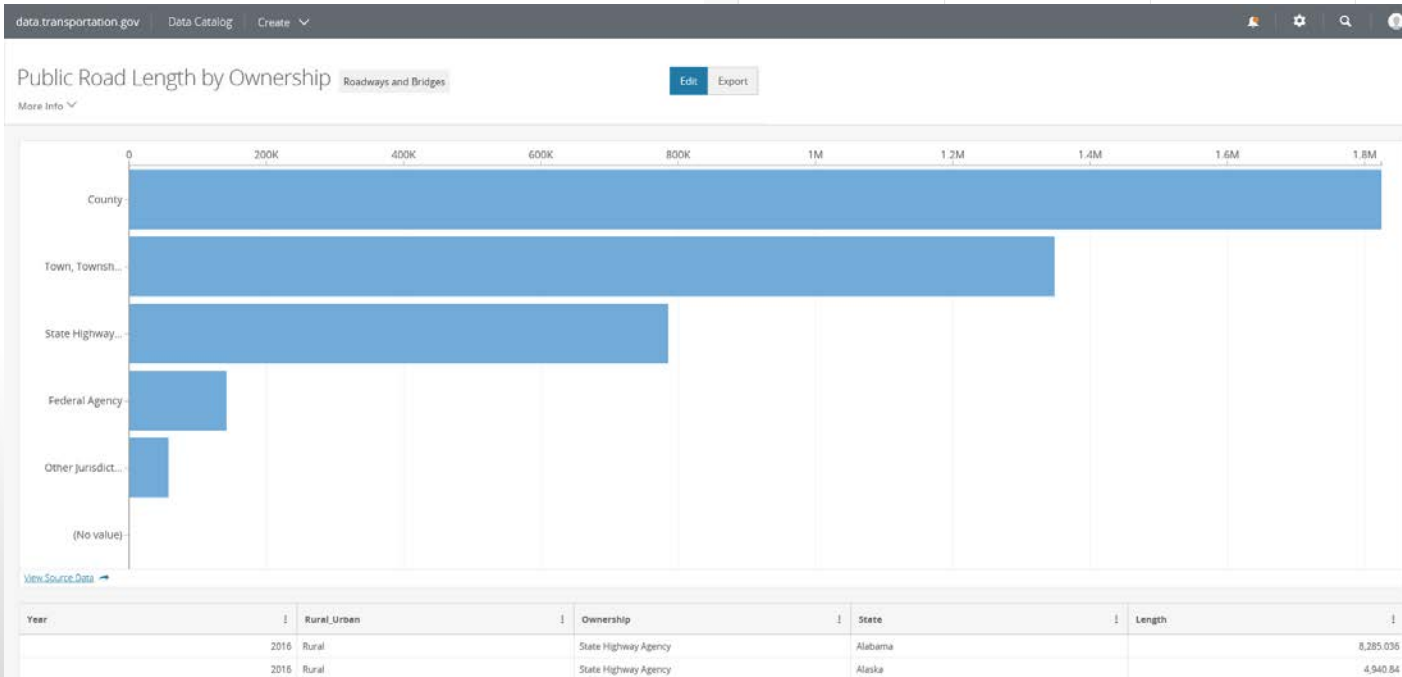 data.transportation.gov Data Catalog Create
Public Road Length by Ownership Roadways and Bridges Edit Export
More Info
0 200K 400K 600K 800K 1M 1.2M 1.4M 1.6M 1.8M
County
Town, Townsh...
State Highway...
Federal Agency
Other Jurisdict...
(No value)
View Source Data
Year Rural_Urban Ownership State Length
2016 Rural State Highway Agency Alabama 8,285.036
2016 Rural State Highway Agency Alaska 4,940.84